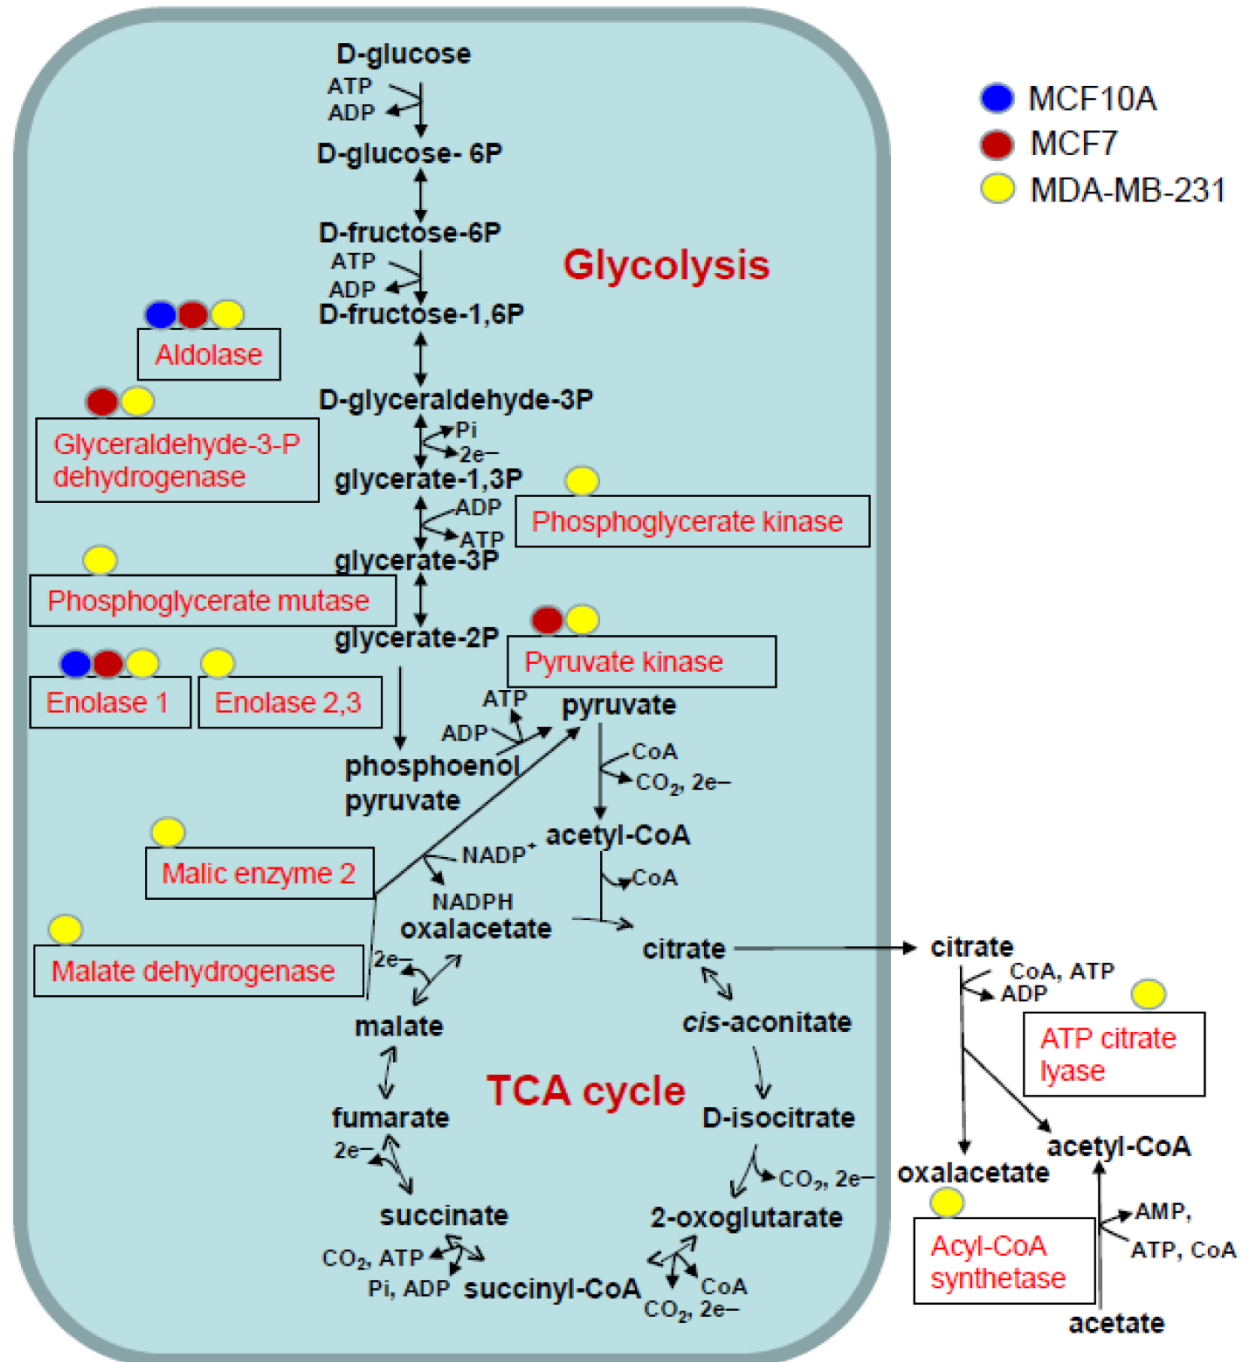 D-glucose
ATP
ADP
D-glucose- 6P
D-fructose-6P
ATP
ADP
D-fructose-1,6P
Glycolysis
MCF10A
MCF7
MDA-MB-231
Aldolase
D-glyceraldehyde-3P
Glyceraldehyde-3-P
dehydrogenase
Pi
2e–
glycerate-1,3P
ADP
ATP
Phosphoglycerate kinase
glycerate-3P
Phosphoglycerate mutase
glycerate-2P
Pyruvate kinase
Enolase 1
Enolase 2,3
ATP
ADP
pyruvate
phosphoenol
pyruvate
CoA
CO₂, 2e–
acetyl-CoA
Malic enzyme 2
NADP⁺
NADPH
CoA
oxalacetate
citrate
citrate
Malate dehydrogenase
2e–
CoA, ATP
ADP
malate
cis-aconitate
ATP citrate
lyase
TCA cycle
fumarate
D-isocitrate
2e–
CO₂, 2e–
acetyl-CoA
oxalacetate
succinate
2-oxoglutarate
AMP,
ATP, CoA
Acyl-CoA
synthetase
CO₂, ATP
Pi, ADP
succinyl-CoA
CoA
CO₂, 2e–
acetate